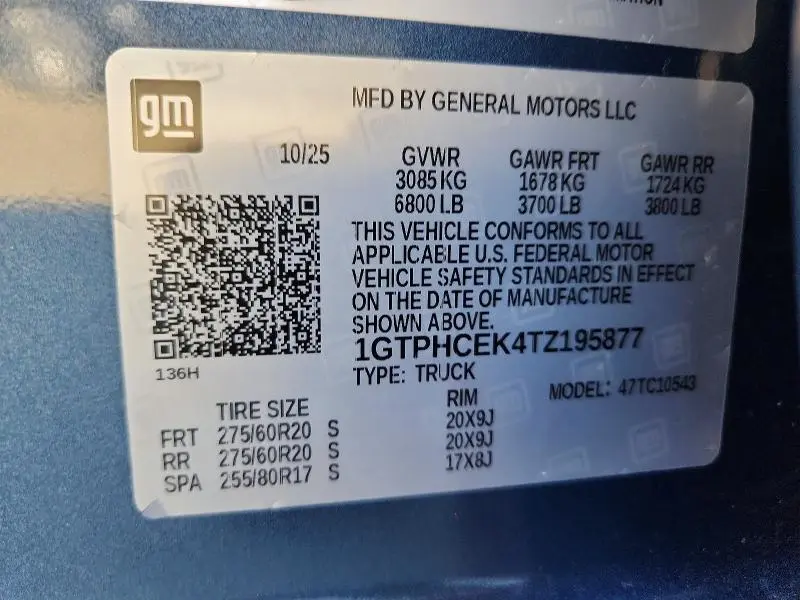 MATION
gm
MFD BY GENERAL MOTORS LLC
10/25 GVWR GAWR FRT GAWR RR
3085 KG 1678 KG 1724 KG
6800 LB 3700 LB 3800 LB
THIS VEHICLE CONFORMS TO ALL
APPLICABLE U.S. FEDERAL MOTOR
VEHICLE SAFETY STANDARDS IN EFFECT
ON THE DATE OF MANUFACTURE
SHOWN ABOVE.
1GTPHCEK4TZ195877
136H
TYPE: TRUCK MODEL: 47TC10543
TIRE SIZE RIM
FRT 275/60R20 S 20X9J
RR 275/60R20 S 20X9J
SPA 255/80R17 S 17X8J